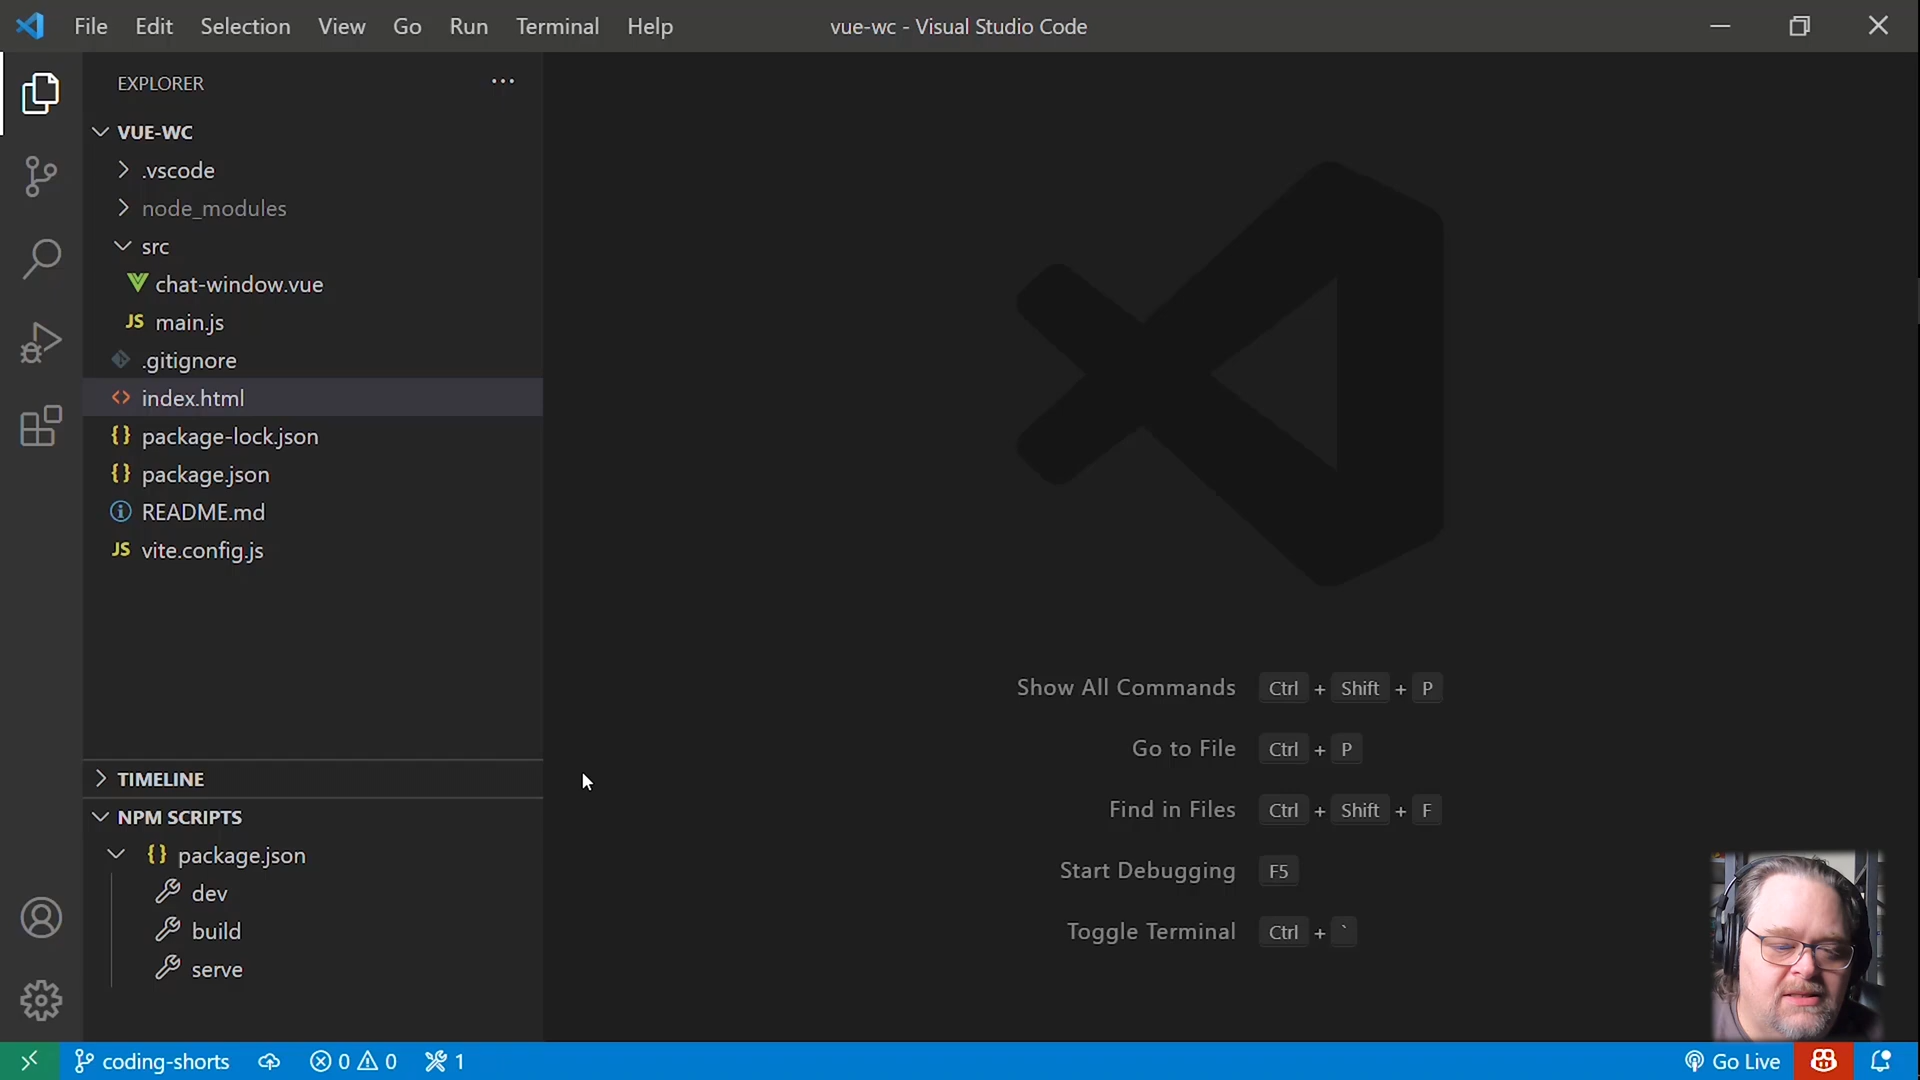 File Edit Selection View Go Run Terminal Help
vue-wc - Visual Studio Code
EXPLORER
VUE-WC
.vscode
node_modules
src
chat-window.vue
JS main.js
.gitignore
<> index.html
{} package-lock.json
{} package.json
README.md
JS vite.config.js
TIMELINE
NPM SCRIPTS
{} package.json
dev
build
serve
Show All Commands Ctrl + Shift + P
Go to File Ctrl + P
Find in Files Ctrl + Shift + F
Start Debugging F5
Toggle Terminal Ctrl + `
coding-shorts 0 0 1 Go Live